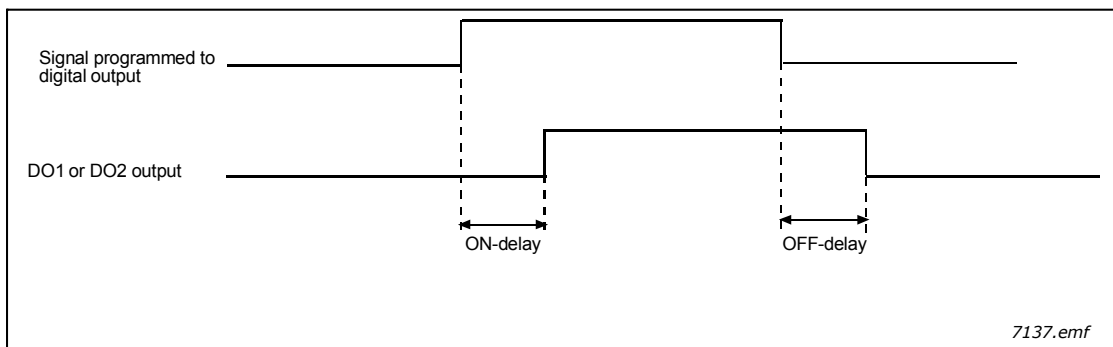 Signal programmed to
digital output
DO1 or DO2 output
ON-delay
OFF-delay
7137.emf